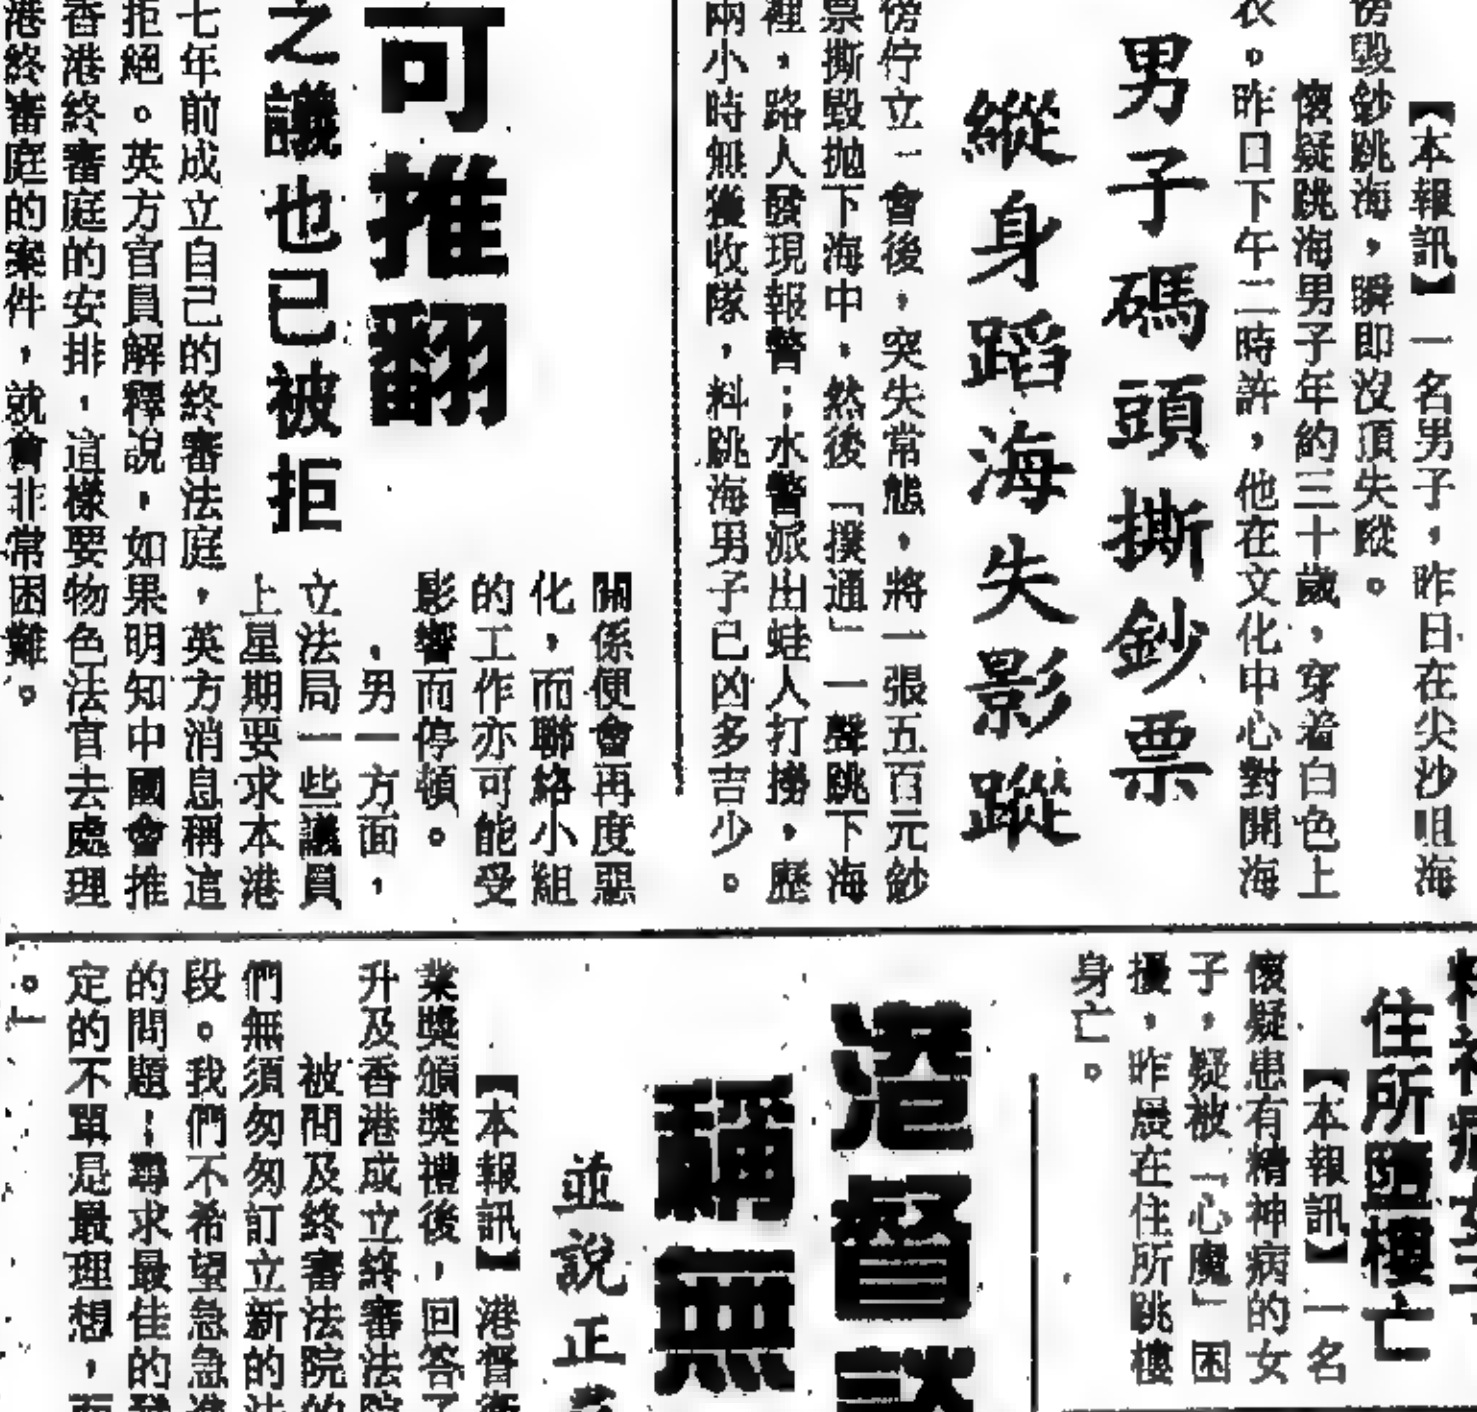 【本報訊】一名男子，昨日在尖沙咀海
傍毀鈔跳海，瞬即沒頂失蹤。
懷疑跳海男子年約三十歲，穿着白色上
衣。昨日下午二時許，他在文化中心對開海
男子碼頭撕鈔票
縱身蹈海失影蹤
傍佇立一會後，突失常態，將一張五百元鈔
票撕毀拋下海中，然後「撲通」一聲跳下海
裡，路人發現報警；水警派出蛙人打撈，歷
兩小時無獲收隊，料跳海男子已凶多吉少。
可推翻
之議也已被拒
關係便會再度惡
化，而聯絡小組
的工作亦可能受
影響而停頓。
，男一方面，
立法局一些議員
上星期要求本港
七年前成立自己的終審法庭，英方消息稱這
拒絕。英方官員解釋說，如果明知中國會推
香港終審庭的安排，這樣要物色法官去處理
港終審庭的案件，就會非常困難。
住所墮樓亡
【本報訊】一名
懷疑患有精神病的女
子，疑被「心魔」困
擾，昨晨在住所跳樓
身亡。
港督談
稱無
並說正
【本報訊】港督
業獎頒獎禮後，回答
升及香港成立終審法院
被問及終審法院的
們無須匆匆訂立新的法
段。我們不希望急急進
的問題；尋求最佳的
定的不單是最理想，而
。」